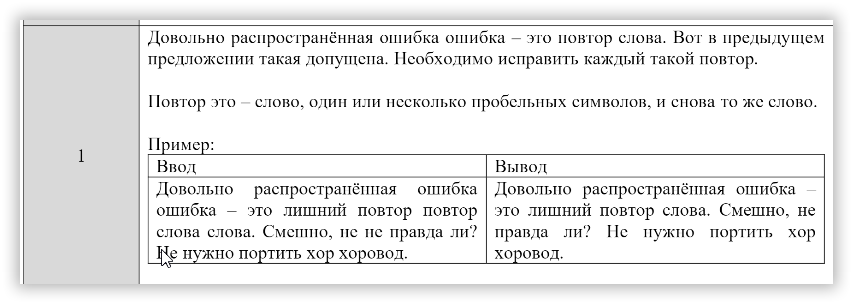 Довольно распространённая ошибка ошибка – это повтор слова. Вот в предыдущем
предложении такая допущена. Необходимо исправить каждый такой повтор.
Повтор это – слово, один или несколько пробельных символов, и снова то же слово.
1
Пример:
Ввод
Довольно распространённая ошибка
ошибка – это лишний повтор повтор
слова слова. Смешно, не не правда ли?
Не нужно портить хор хоровод.
Вывод
Довольно распространённая ошибка –
это лишний повтор слова. Смешно, не
правда ли? Не нужно портить хор
хоровод.